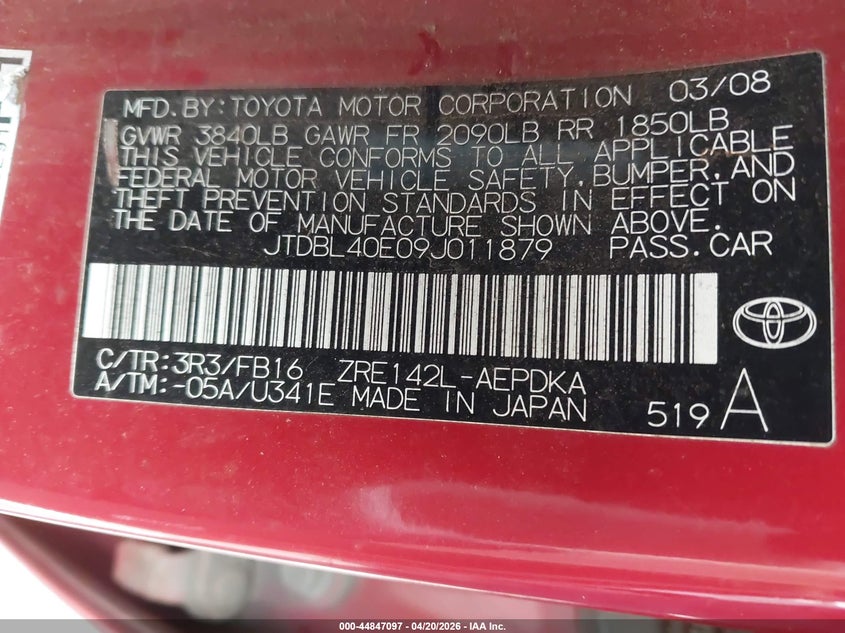 MFD.BY:TOYOTA MOTOR CORPORATION 03/08
GVWR 3840LB GAWR FR 2090LB RR 1850LB
THIS VEHICLE CONFORMS TO ALL APPLICABLE
FEDERAL MOTOR VEHICLE SAFETY,BUMPER,AND
THEFT PREVENTION STANDARDS IN EFFECT ON
THE DATE OF MANUFACTURE SHOWN ABOVE.
JTDBL40E09J011879 PASS.CAR
C/TR:3R3/FB16 ZRE142L-AEPDKA
A/TM:-05A/U341E MADE IN JAPAN
519A
000-44847097 - 04/20/2026 - IAA Inc.